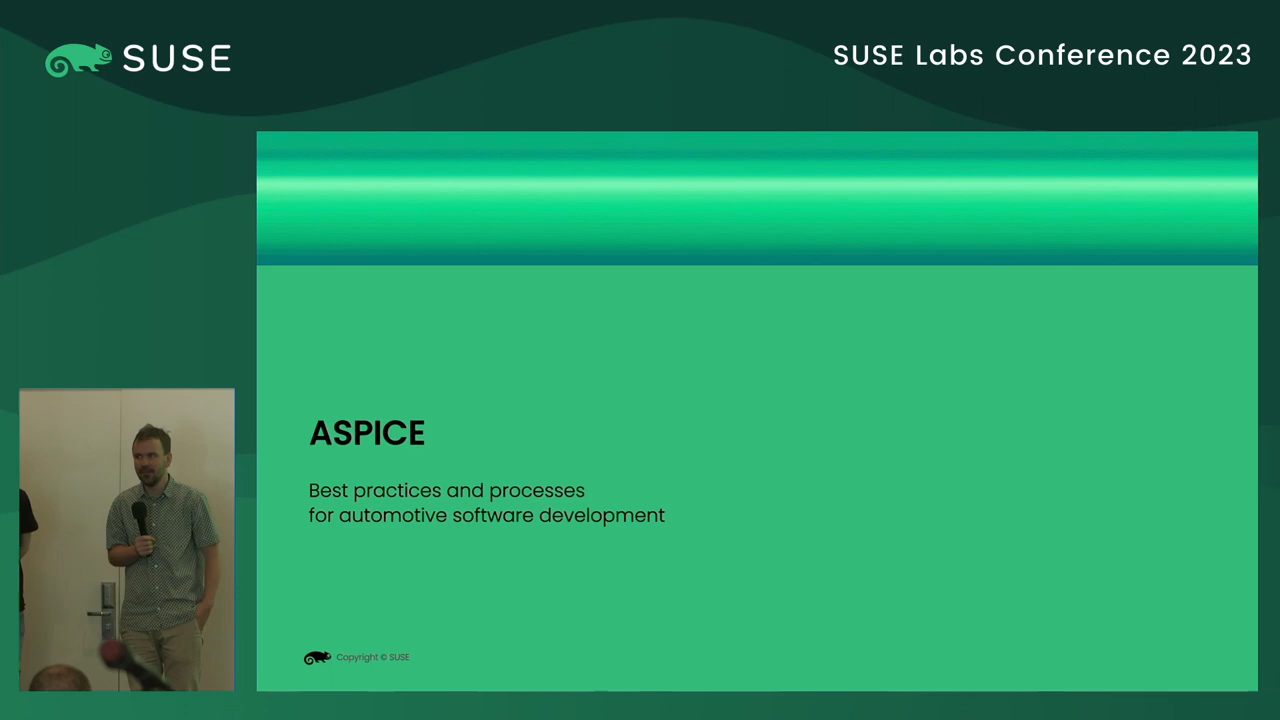 SUSE
SUSE Labs Conference 2023
ASPICE
Best practices and processes
for automotive software development
Copyright © SUSE